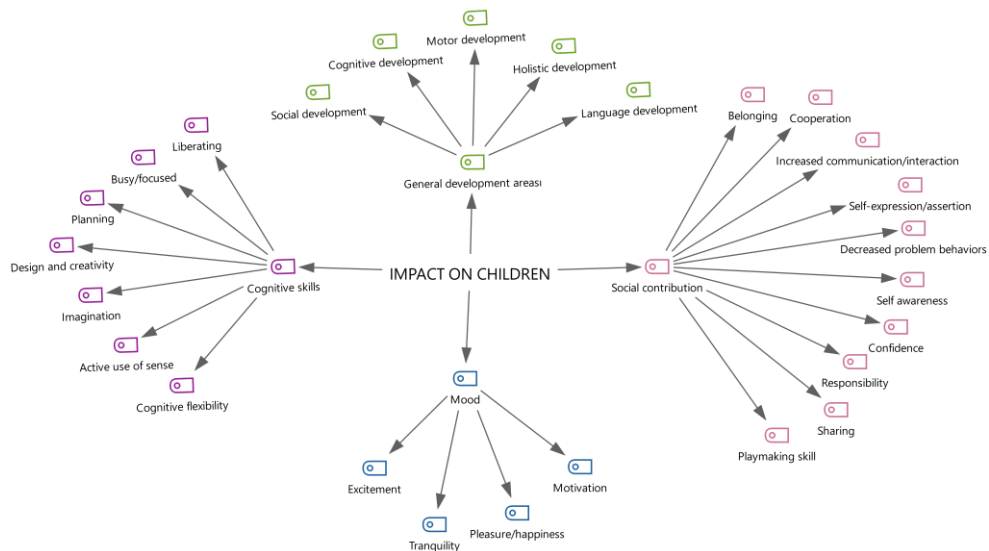 Motor development
Cognitive development
Holistic development
Social development
Language development
General development areas
Belonging
Cooperation
Increased communication/interaction
Self-expression/assertion
Decreased problem behaviors
Self awareness
Confidence
Responsibility
Sharing
Playmaking skill
Social contribution
IMPACT ON CHILDREN
Liberating
Busy/focused
Planning
Design and creativity
Imagination
Active use of sense
Cognitive flexibility
Cognitive skills
Mood
Excitement
Tranquility
Pleasure/happiness
Motivation